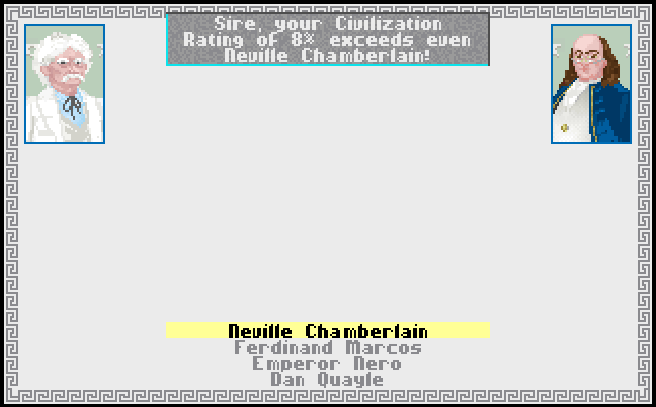 Sire, your Civilization
Rating of 8% exceeds even
Neville Chamberlain!
Neville Chamberlain
Ferdinand Marcos
Emperor Nero
Dan Quayle